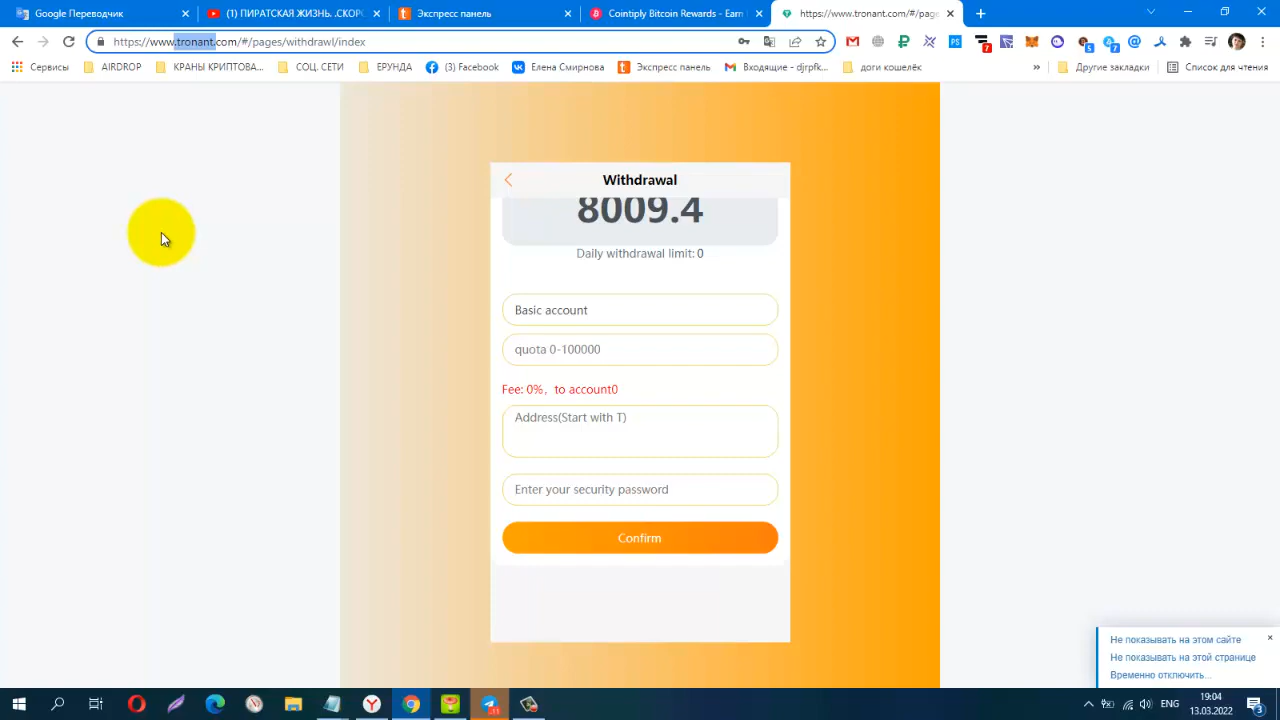 Google Переводчик
(1) ПИРАТСКАЯ ЖИЗНЬ. .СКОР
Экспресс панель
Cointiply Bitcoin Rewards - Earn
https://www.tronant.com/#/page
https://www.tronant.com/#/pages/withdrawl/index
Сервисы
AIRDROP
КРАНЫ КРИПТОВА...
СОЦ. СЕТИ
ЕРУНДА
(3) Facebook
Елена Смирнова
Экспресс панель
Входящие - djrpfk...
доги кошелёк
»
Другие закладки
Список для чтения
Withdrawal
8009.4
Daily withdrawal limit: 0
Basic account
quota 0-100000
Fee: 0%, to account0
Address(Start with T)
Enter your security password
Confirm
Не показывать на этом сайте
Не показывать на этой странице
Временно отключить...
ENG
19:04
13.03.2022